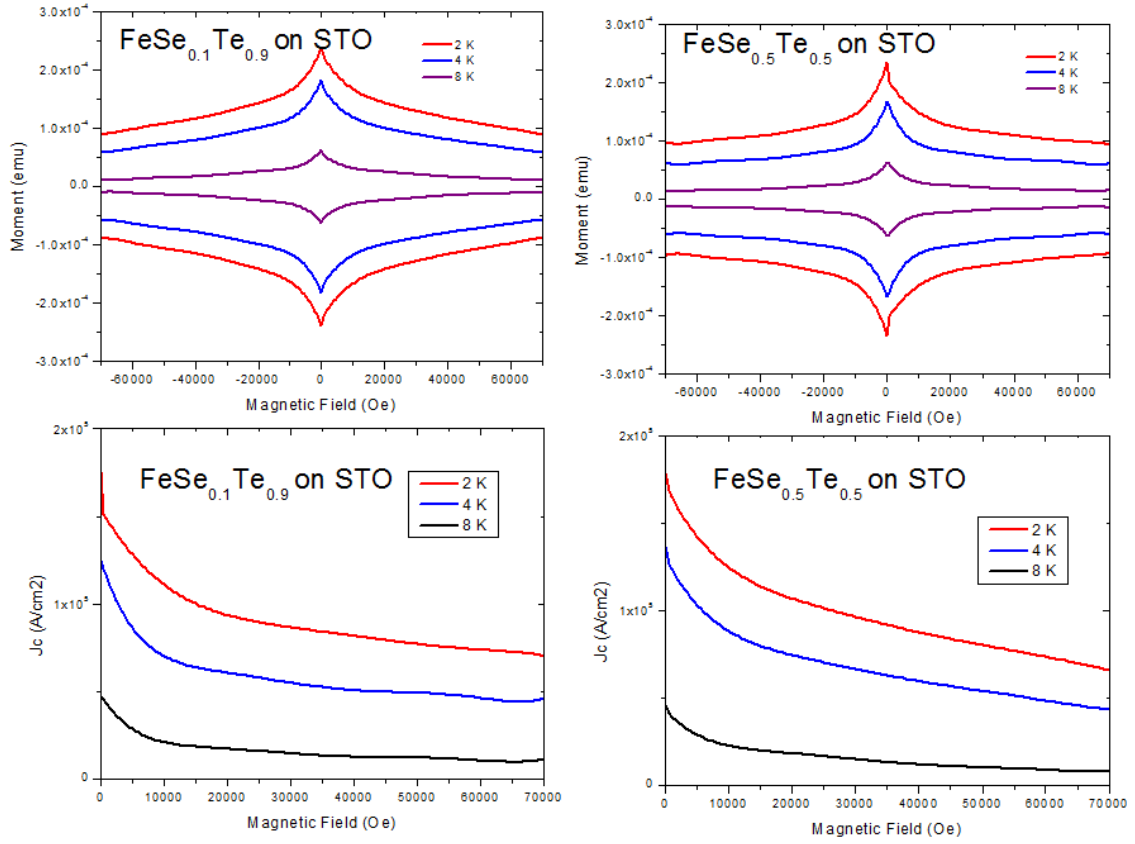 FeSe0.1Te0.9 on STO
2 K
4 K
8 K
3.0x10-4
2.0x10-4
1.0x10-4
0.0
-1.0x10-4
-2.0x10-4
-3.0x10-4
Moment (emu)
-60000 -40000 -20000 0 20000 40000 60000
Magnetic Field (Oe)
FeSe0.5Te0.5 on STO
2 K
4 K
8 K
3.0x10-4
2.0x10-4
1.0x10-4
0.0
-1.0x10-4
-2.0x10-4
-3.0x10-4
Moment (emu)
-60000 -40000 -20000 0 20000 40000 60000
Magnetic Field (Oe)
FeSe0.1Te0.9 on STO
2 K
4 K
8 K
2x105
1x105
0
Jc (A/cm2)
0 10000 20000 30000 40000 50000 60000 70000
Magnetic Field (Oe)
FeSe0.5Te0.5 on STO
2 K
4 K
8 K
2x105
1x105
0
Jc (A/cm2)
0 10000 20000 30000 40000 50000 60000 70000
Magnetic Field (Oe)